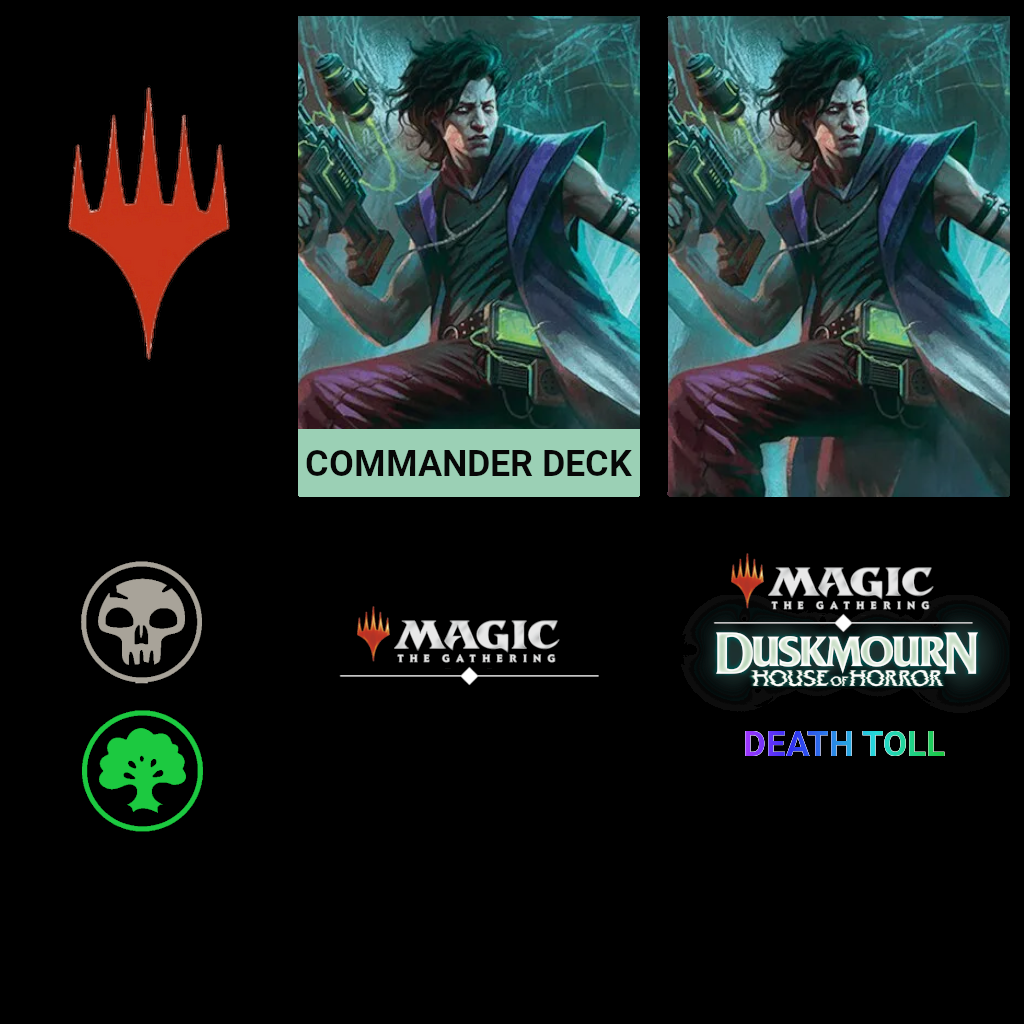 COMMANDER DECK
MAGIC
THE GATHERING
MAGIC
THE GATHERING
DUSKMOURN
HOUSE OF HORROR
DEATH TOLL